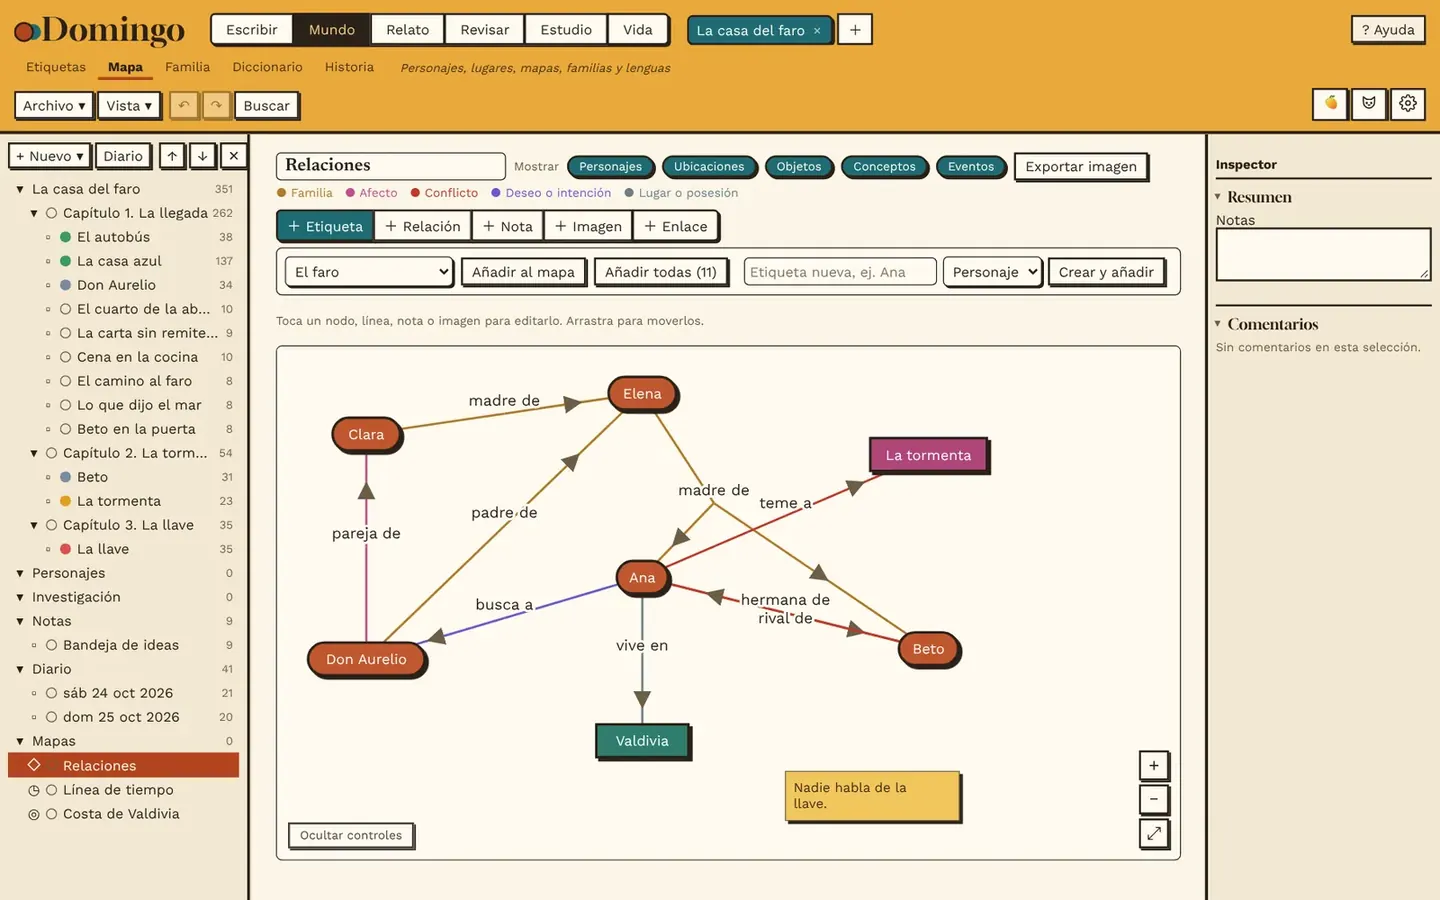 Domingo
Escribir Mundo Relato Revisar Estudio Vida
La casa del faro × +
? Ayuda
Etiquetas Mapa Familia Diccionario Historia
Personajes, lugares, mapas, familias y lenguas
Archivo ▾ Vista ▾ ↶ ↷ Buscar
+ Nuevo ▾ Diario ↑ ↓ ✕
▼ La casa del faro 351
▼ Capítulo 1. La llegada 262
El autobús 38
La casa azul 137
Don Aurelio 34
El cuarto de la ab... 10
La carta sin remite... 9
Cena en la cocina 10
El camino al faro 8
Lo que dijo el mar 8
Beto en la puerta 8
▼ Capítulo 2. La torm... 54
Beto 31
La tormenta 23
▼ Capítulo 3. La llave 35
La llave 35
▼ Personajes 0
▼ Investigación 0
▼ Notas 9
Bandeja de ideas 9
▼ Diario 41
sáb 24 oct 2026 21
dom 25 oct 2026 20
▼ Mapas 0
Relaciones
Línea de tiempo
Costa de Valdivia
Relaciones
Mostrar Personajes Ubicaciones Objetos Conceptos Eventos
Exportar imagen
Familia Afecto Conflicto Deseo o intención Lugar o posesión
+ Etiqueta + Relación + Nota + Imagen + Enlace
El faro
Añadir al mapa
Añadir todas (11)
Etiqueta nueva, ej. Ana
Personaje
Crear y añadir
Toca un nodo, línea, nota o imagen para editarlo. Arrastra para moverlos.
Elena
madre de
Clara
La tormenta
madre de
teme a
padre de
pareja de
Ana
hermana de
busca a
rival de
vive en
Beto
Don Aurelio
Valdivia
Nadie habla de la
llave.
+
−
Ocultar controles
Inspector
▼ Resumen
Notas
▼ Comentarios
Sin comentarios en esta selección.